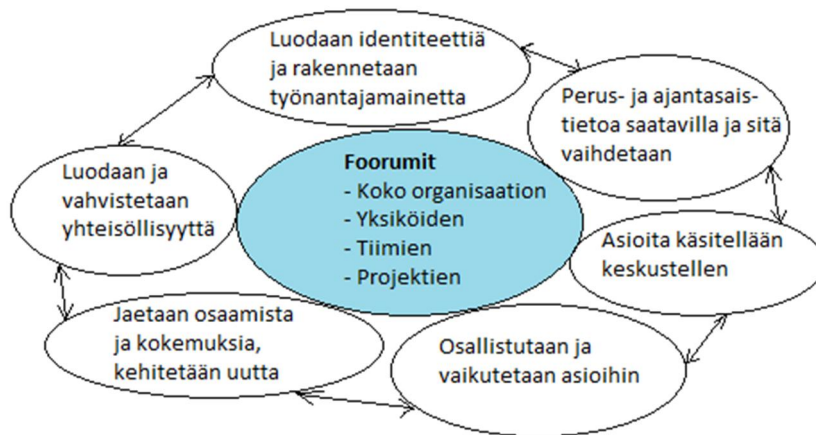 Luodaan identiteettiä
ja rakennetaan
työnantajamainetta
Perus- ja ajantasais-
tietoa saatavilla ja sitä
vaihdetaan
Asioita käsitellään
keskustellen
Osallistutaan ja
vaikutetaan asioihin
Jaetaan osaamista
ja kokemuksia,
kehitetään uutta
Luodaan ja
vahvistetaan
yhteisöllisyyttä
Foorumit
- Koko organisaation
- Yksiköiden
- Tiimien
- Projektien